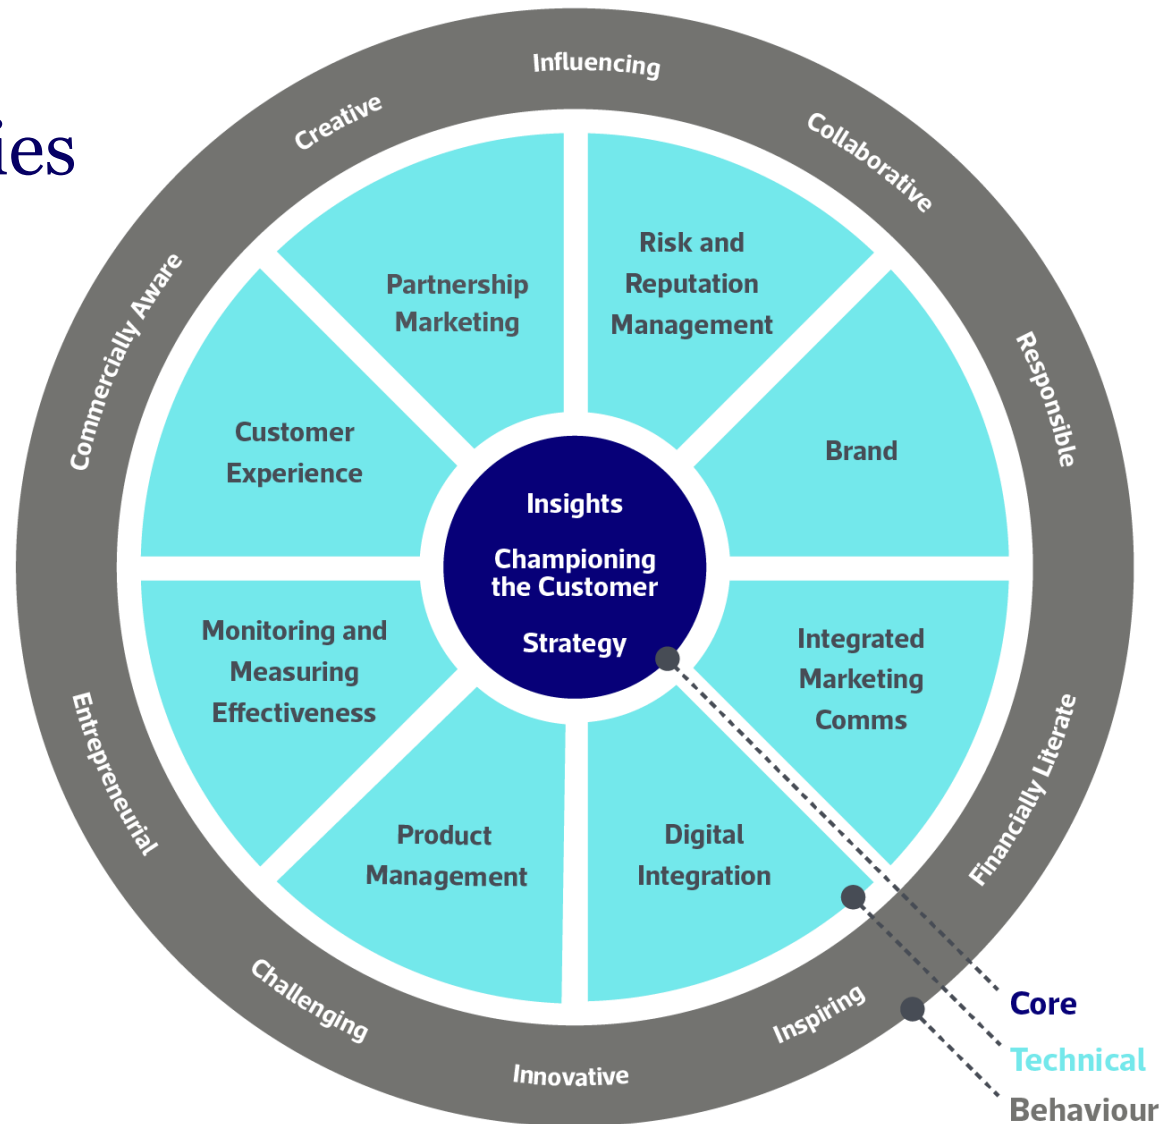 ies
Influencing
Creative
Collaborative
Commercially Aware
Responsible
Partnership
Marketing
Risk and
Reputation
Management
Customer
Experience
Brand
Insights
Championing
the Customer
Strategy
Monitoring and
Measuring
Effectiveness
Integrated
Marketing
Comms
Product
Management
Digital
Integration
Entrepreneurial
Financially Literate
Challenging
Inspiring
Innovative
Core
Technical
Behaviour